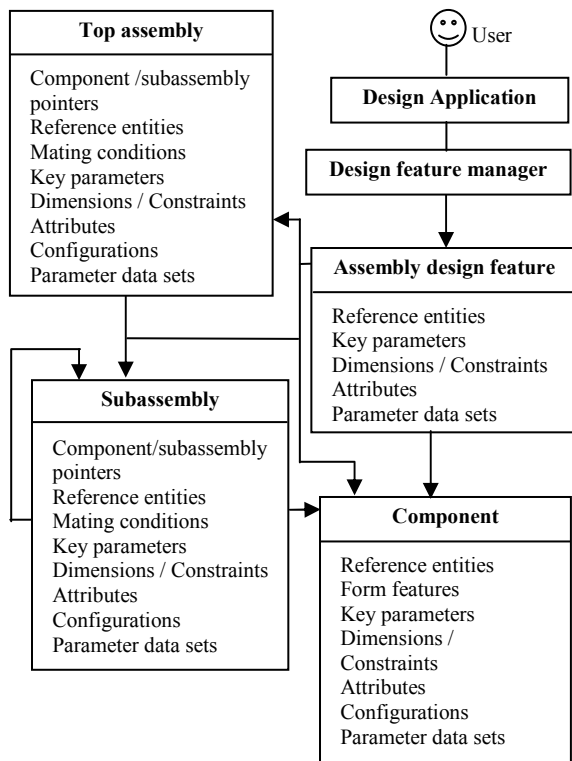 Top assembly
Component /subassembly
pointers
Reference entities
Mating conditions
Key parameters
Dimensions / Constraints
Attributes
Configurations
Parameter data sets
User
Design Application
Design feature manager
Assembly design feature
Reference entities
Key parameters
Dimensions / Constraints
Attributes
Parameter data sets
Subassembly
Component/subassembly
pointers
Reference entities
Mating conditions
Key parameters
Dimensions / Constraints
Attributes
Configurations
Parameter data sets
Component
Reference entities
Form features
Key parameters
Dimensions /
Constraints
Attributes
Configurations
Parameter data sets